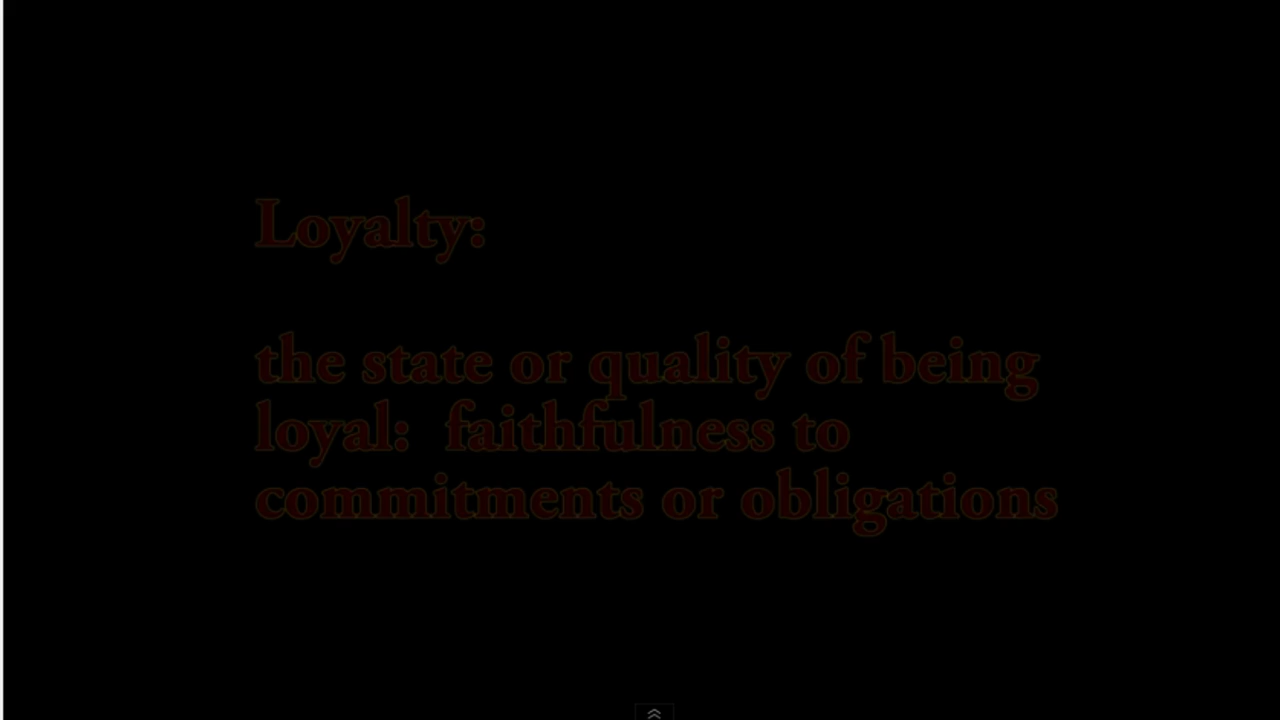 Loyalty:
the state or quality of being
loyal:  faithfulness to
commitments or obligations